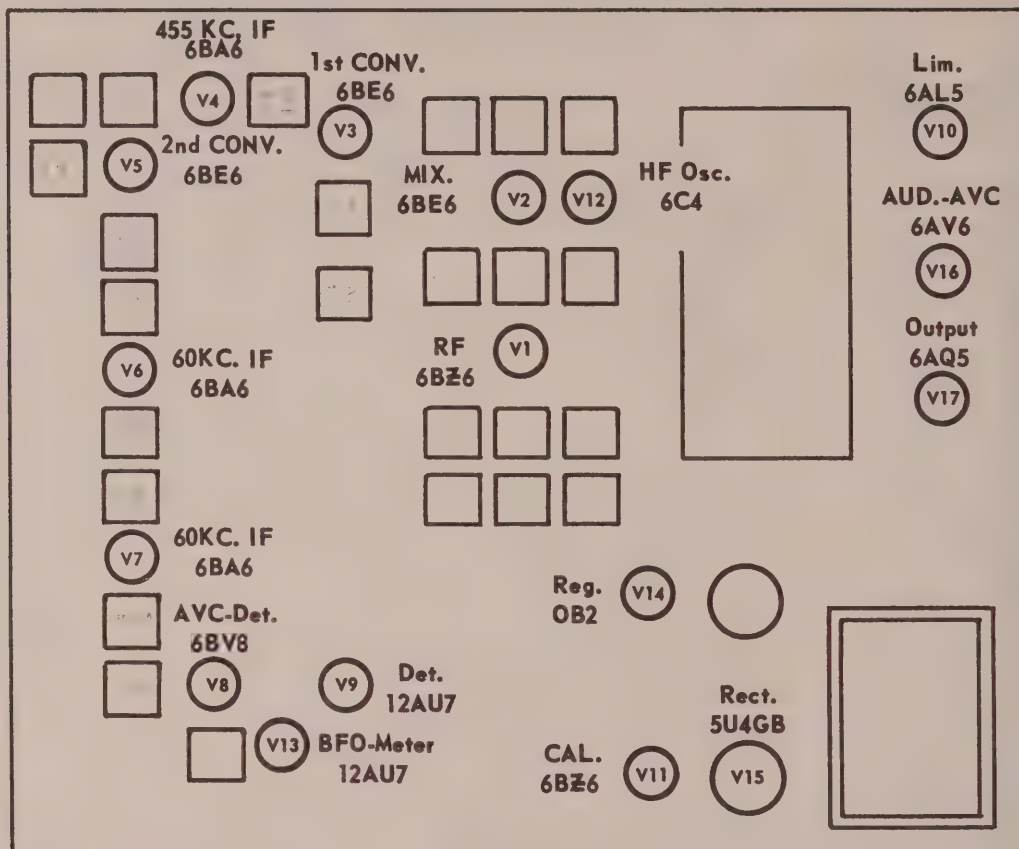 455 KC. IF
6BA6
V4
1st CONV.
6BE6
V3
2nd CONV.
6BE6
V5
MIX.
6BE6
V2
V12
HF Osc.
6C4
Lim.
6AL5
V10
AUD.-AVC
6AV6
V16
Output
6AQ5
V17
RF
6BZ6
V1
60KC. IF
6BA6
V6
60KC. IF
6BA6
V7
AVC-Det.
6BV8
V8
V9
Det.
12AU7
V13
BFO-Meter
12AU7
Reg.
OB2
V14
CAL.
6BZ6
V11
Rect.
5U4GB
V15